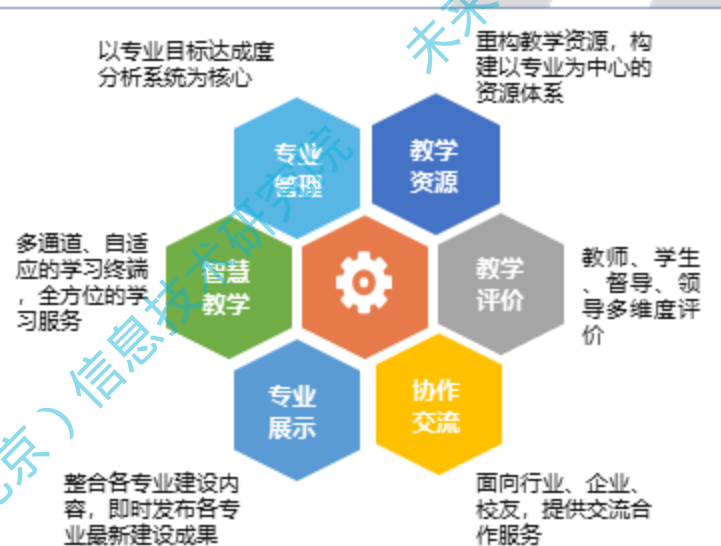 以专业目标达成度
分析系统为核心
重构教学资源，构
建以专业为中心的
资源体系
专业
管理
教学
资源
多通道、自适
应的学习终端
，全方位的学
习服务
智慧
教学
教学
评价
教师、学生
、督导、领
导多维度评
价
专业
展示
协作
交流
整合各专业建设内
容，即时发布各专
业最新建设成果
面向行业、企业、
校友，提供交流合
作服务
未来
京）信息技术研究院